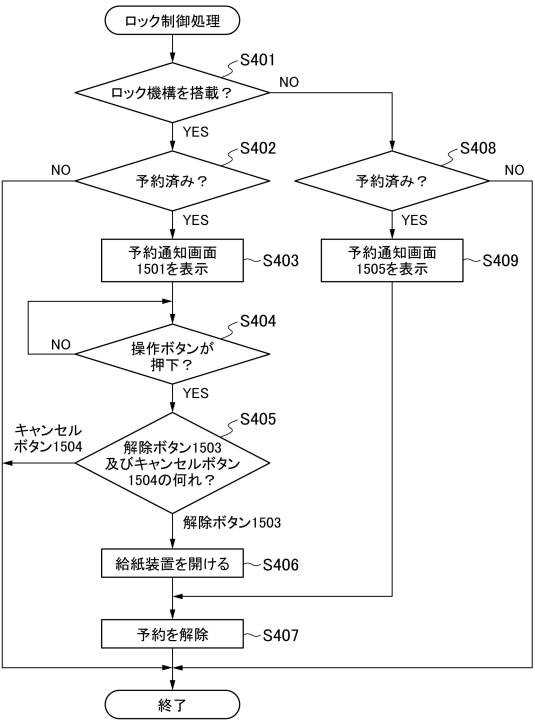 ロック制御処理
S401
ロック機構を搭載？
NO
YES
S402
NO
予約済み？
YES
S408
予約済み？
NO
YES
予約通知画面
1501を表示
S403
予約通知画面
1505を表示
S409
S404
操作ボタンが
押下？
NO
YES
S405
キャンセル
ボタン1504
解除ボタン1503
及びキャンセルボタン
1504の何れ？
解除ボタン1503
給紙装置を開ける
S406
予約を解除
S407
終了